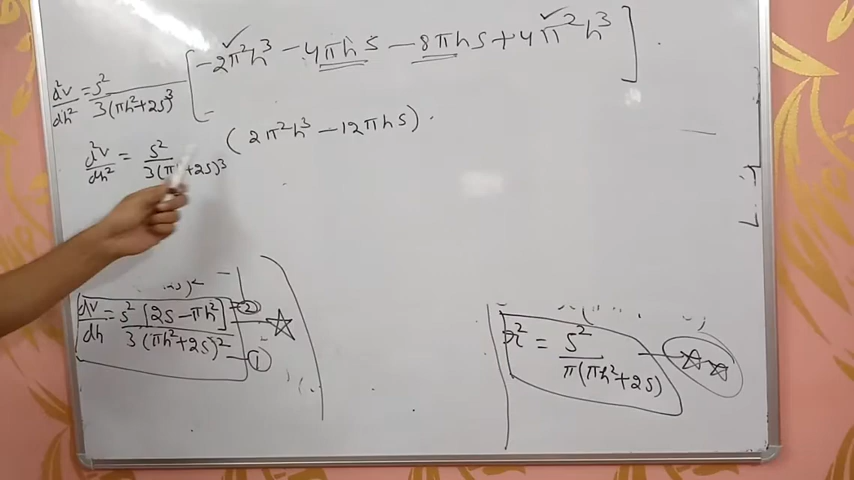 d²v/dh² = s²/3(πh²+2s)³ [-2π²h³ - 4πhs - 8πhs + 4π²h³]
d²v/dh² = s²/3(πh²+2s)³ (2π²h³ - 12πhs).
dv/dh = s²[2s - πh²]/3(πh²+2s)² ② ①
r² = s²/π(πh²+2s)